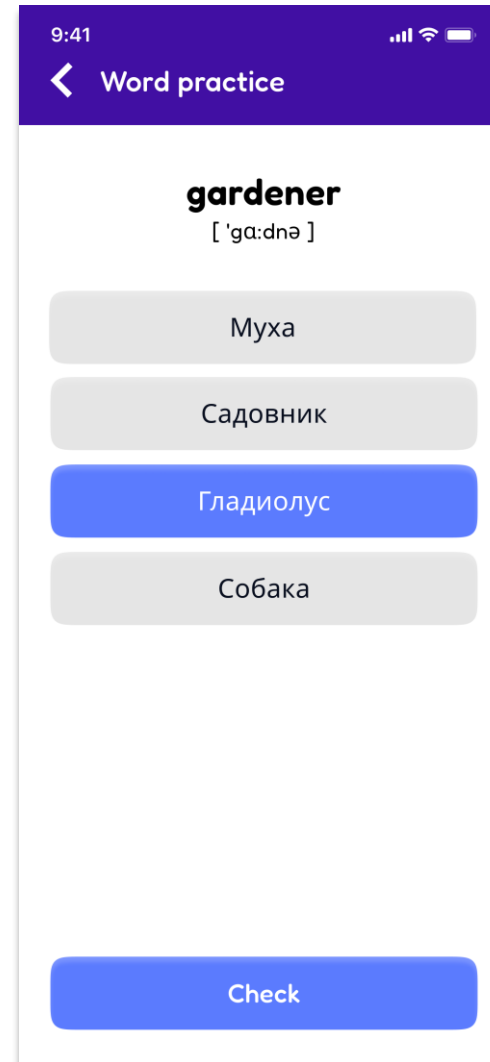 9:41
Word practice
gardener
[ 'gɑ:dnə ]
Муха
Садовник
Гладиолус
Собака
Check